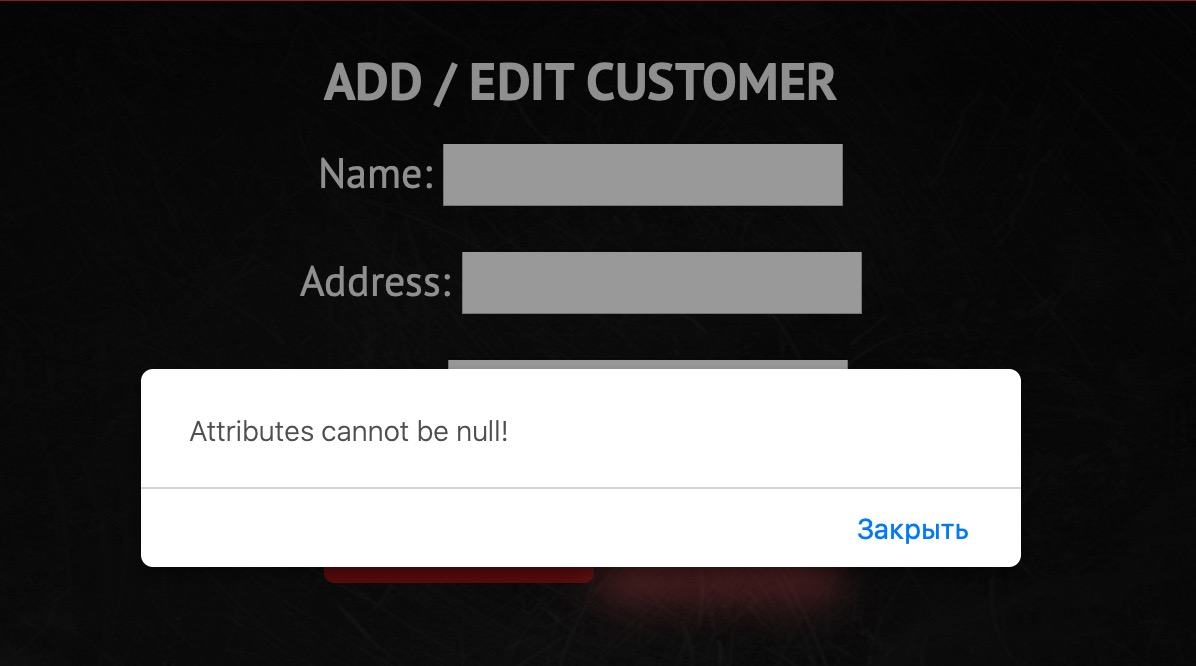 ADD / EDIT CUSTOMER
Name:
Address:
Attributes cannot be null!
Закрыть